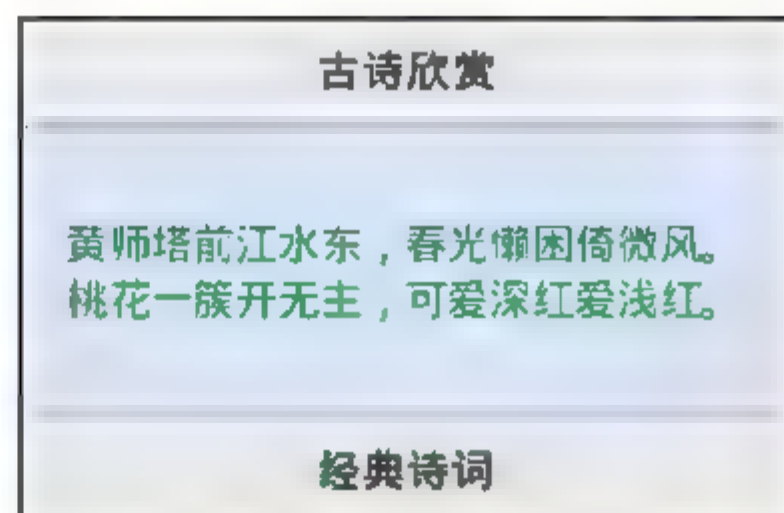 古诗欣赏
黄师塔前江水东，春光懒困倚微风。
桃花一簇开无主，可爱深红爱浅红。
经典诗词